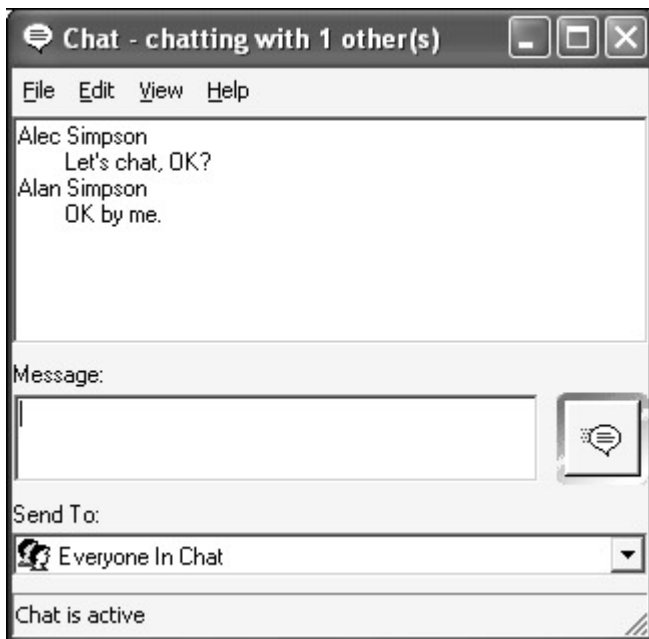 Chat - chatting with 1 other(s)
File Edit View Help
Alec Simpson
Let's chat, OK?
Alan Simpson
OK by me.
Message:
Send To:
Everyone In Chat
Chat is active